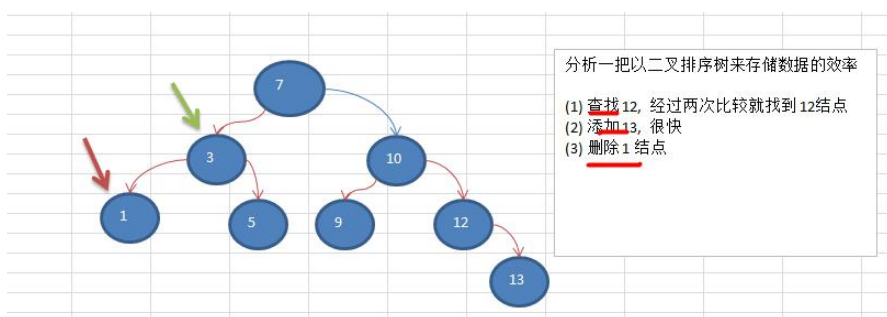 7
3
10
1
5
9
12
13
分析一把以二叉排序树来存储数据的效率
(1) 查找12, 经过两次比较就找到12结点
(2) 添加13, 很快
(3) 删除1结点